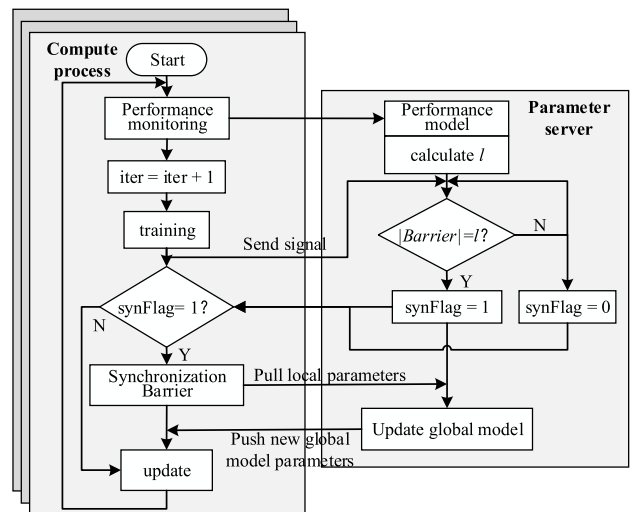 Compute
process
Start
Performance
monitoring
iter = iter + 1
training
Send signal
synFlag= 1?
N
Y
Synchronization
Barrier
Pull local parameters
Push new global
model parameters
update
Parameter
server
Performance
model
calculate l
|Barrier|=l?
N
Y
synFlag = 1
synFlag = 0
Update global model